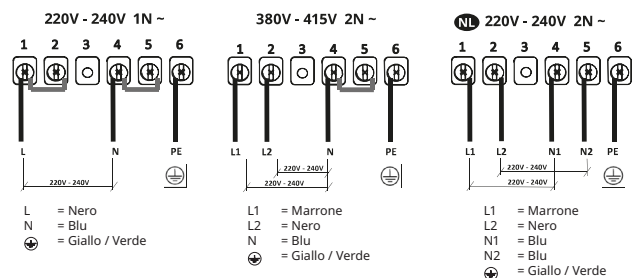 220V - 240V 1N ~
1 2 3 4 5 6
L N PE
220V - 240V
L = Nero
N = Blu
= Giallo / Verde
380V - 415V 2N ~
1 2 3 4 5 6
L1 L2 N PE
220V - 240V
220V - 240V
L1 = Marrone
L2 = Nero
N = Blu
= Giallo / Verde
NL 220V - 240V 2N ~
1 2 3 4 5 6
L1 L2 N1 N2 PE
220V - 240V
220V - 240V
L1 = Marrone
L2 = Nero
N1 = Blu
N2 = Blu
= Giallo / Verde